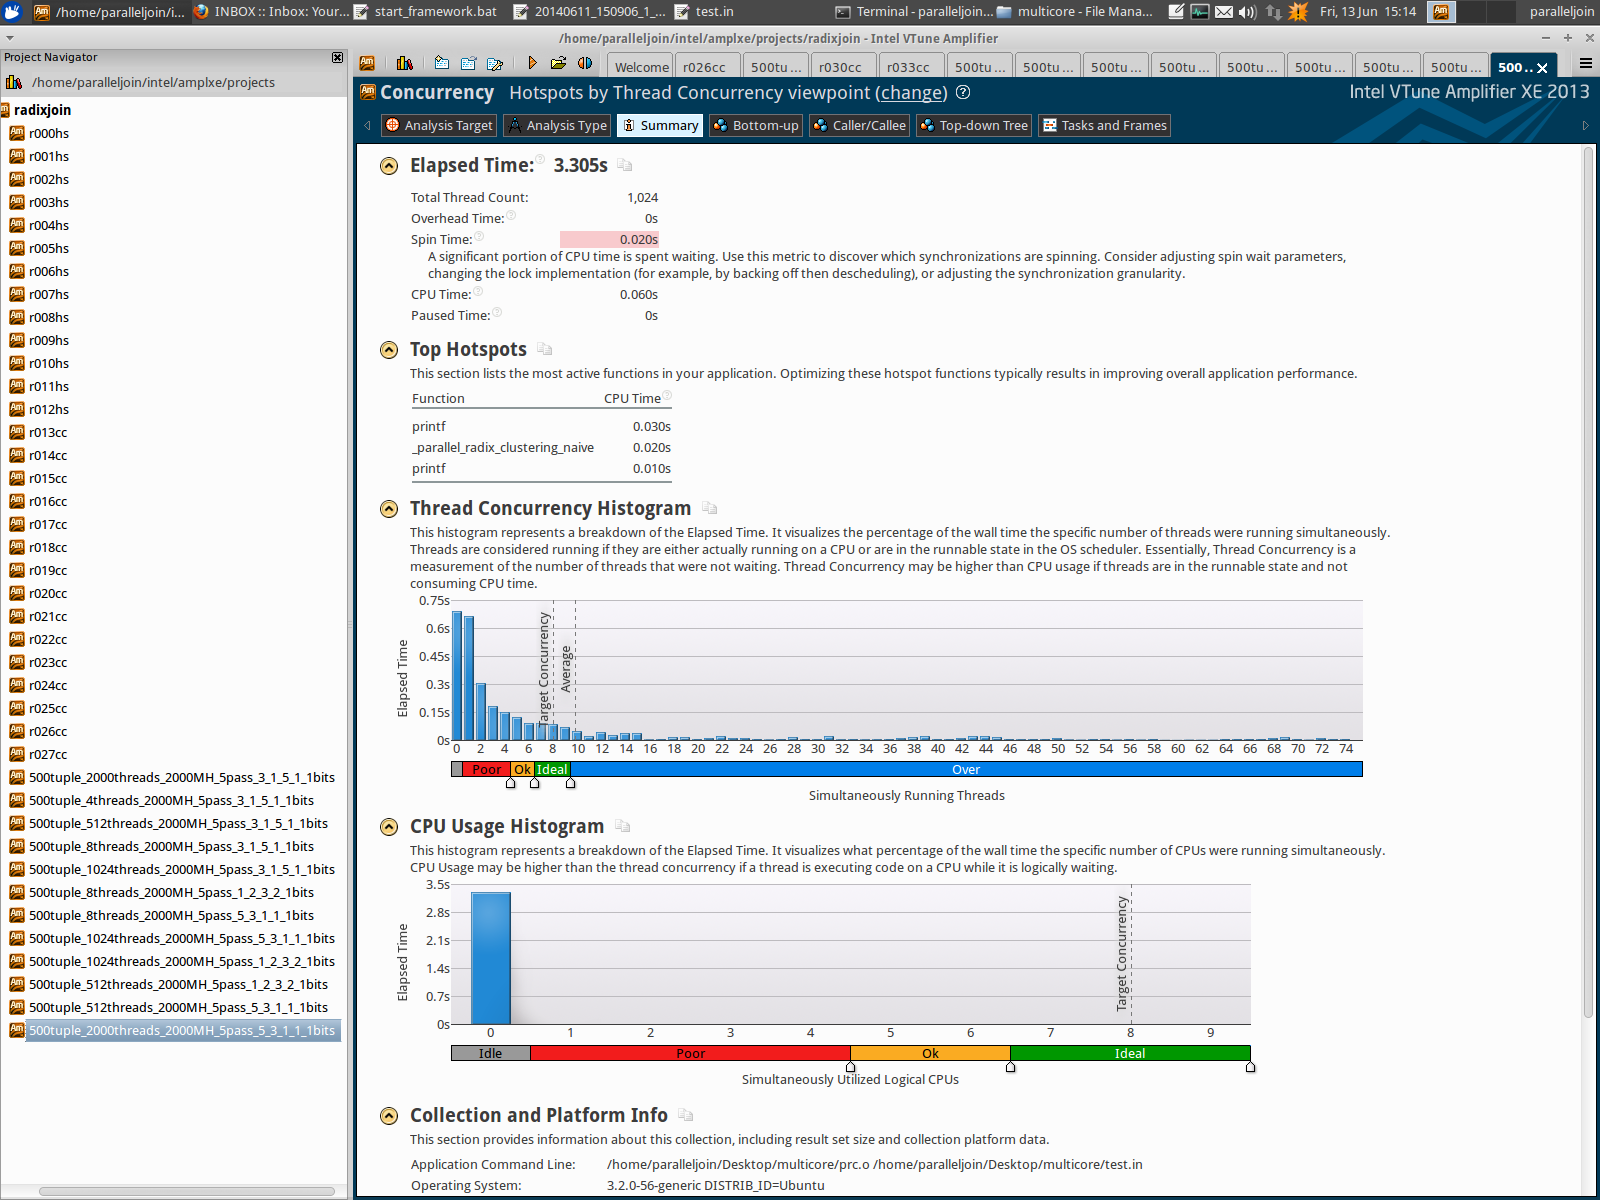 /home/paralleljoin/i...
INBOX :: Inbox: Your...
start_framework.bat
20140611_150906_1_...
test.in
Terminal - paralleljoin...
multicore - File Mana...
Fri, 13 Jun 15:14
paralleljoin
/home/paralleljoin/intel/amplxe/projects/radixjoin - Intel VTune Amplifier
Project Navigator
/home/paralleljoin/intel/amplxe/projects
radixjoin
r000hs
r001hs
r002hs
r003hs
r004hs
r005hs
r006hs
r007hs
r008hs
r009hs
r010hs
r011hs
r012hs
r013cc
r014cc
r015cc
r016cc
r017cc
r018cc
r019cc
r020cc
r021cc
r022cc
r023cc
r024cc
r025cc
r026cc
r027cc
500tuple_2000threads_2000MH_5pass_3_1_5_1_1bits
500tuple_4threads_2000MH_5pass_3_1_5_1_1bits
500tuple_512threads_2000MH_5pass_3_1_5_1_1bits
500tuple_8threads_2000MH_5pass_3_1_5_1_1bits
500tuple_1024threads_2000MH_5pass_3_1_5_1_1bits
500tuple_8threads_2000MH_5pass_1_2_3_2_1bits
500tuple_8threads_2000MH_5pass_5_3_1_1_1bits
500tuple_1024threads_2000MH_5pass_5_3_1_1_1bits
500tuple_1024threads_2000MH_5pass_1_2_3_2_1bits
500tuple_512threads_2000MH_5pass_1_2_3_2_1bits
500tuple_512threads_2000MH_5pass_5_3_1_1_1bits
500tuple_2000threads_2000MH_5pass_5_3_1_1_1bits
Welcome r026cc 500tu ... r030cc r033cc 500tu ... 500tu ... 500tu ... 500tu ... 500tu ... 500tu ... 500tu ... 500tu ... 500 ..
Concurrency Hotspots by Thread Concurrency viewpoint (change) ?
Intel VTune Amplifier XE 2013
Analysis Target Analysis Type Summary Bottom-up Caller/Callee Top-down Tree Tasks and Frames
Elapsed Time: 3.305s
Total Thread Count: 1,024
Overhead Time: 0s
Spin Time: 0.020s
A significant portion of CPU time is spent waiting. Use this metric to discover which synchronizations are spinning. Consider adjusting spin wait parameters,
changing the lock implementation (for example, by backing off then descheduling), or adjusting the synchronization granularity.
CPU Time: 0.060s
Paused Time: 0s
Top Hotspots
This section lists the most active functions in your application. Optimizing these hotspot functions typically results in improving overall application performance.
Function CPU Time
printf 0.030s
_parallel_radix_clustering_naive 0.020s
printf 0.010s
Thread Concurrency Histogram
This histogram represents a breakdown of the Elapsed Time. It visualizes the percentage of the wall time the specific number of threads were running simultaneously.
Threads are considered running if they are either actually running on a CPU or are in the runnable state in the OS scheduler. Essentially, Thread Concurrency is a
measurement of the number of threads that were not waiting. Thread Concurrency may be higher than CPU usage if threads are in the runnable state and not
consuming CPU time.
Elapsed Time
0.75s
0.6s
0.45s
0.3s
0.15s
0s
Target Concurrency
Average
0 2 4 6 8 10 12 14 16 18 20 22 24 26 28 30 32 34 36 38 40 42 44 46 48 50 52 54 56 58 60 62 64 66 68 70 72 74
Poor Ok Ideal Over
Simultaneously Running Threads
CPU Usage Histogram
This histogram represents a breakdown of the Elapsed Time. It visualizes what percentage of the wall time the specific number of CPUs were running simultaneously.
CPU Usage may be higher than the thread concurrency if a thread is executing code on a CPU while it is logically waiting.
Elapsed Time
3.5s
2.8s
2.1s
1.4s
0.7s
0s
Target Concurrency
0 1 2 3 4 5 6 7 8 9
Idle Poor Ok Ideal
Simultaneously Utilized Logical CPUs
Collection and Platform Info
This section provides information about this collection, including result set size and collection platform data.
Application Command Line: /home/paralleljoin/Desktop/multicore/prc.o /home/paralleljoin/Desktop/multicore/test.in
Operating System: 3.2.0-56-generic DISTRIB_ID=Ubuntu